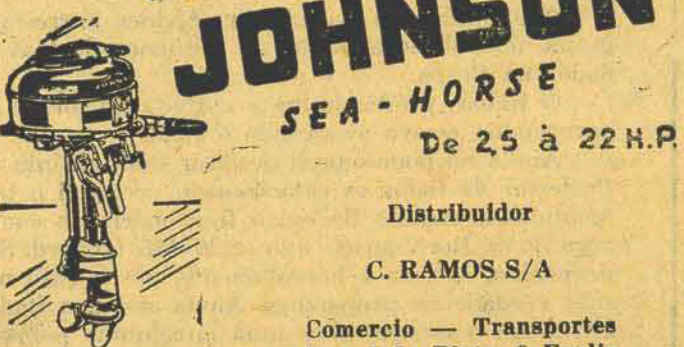 JOHNSON
SEA - HORSE
De 2,5 a 22 H.P.
Distribuidor
C. RAMOS S/A
Comercio — Transportes